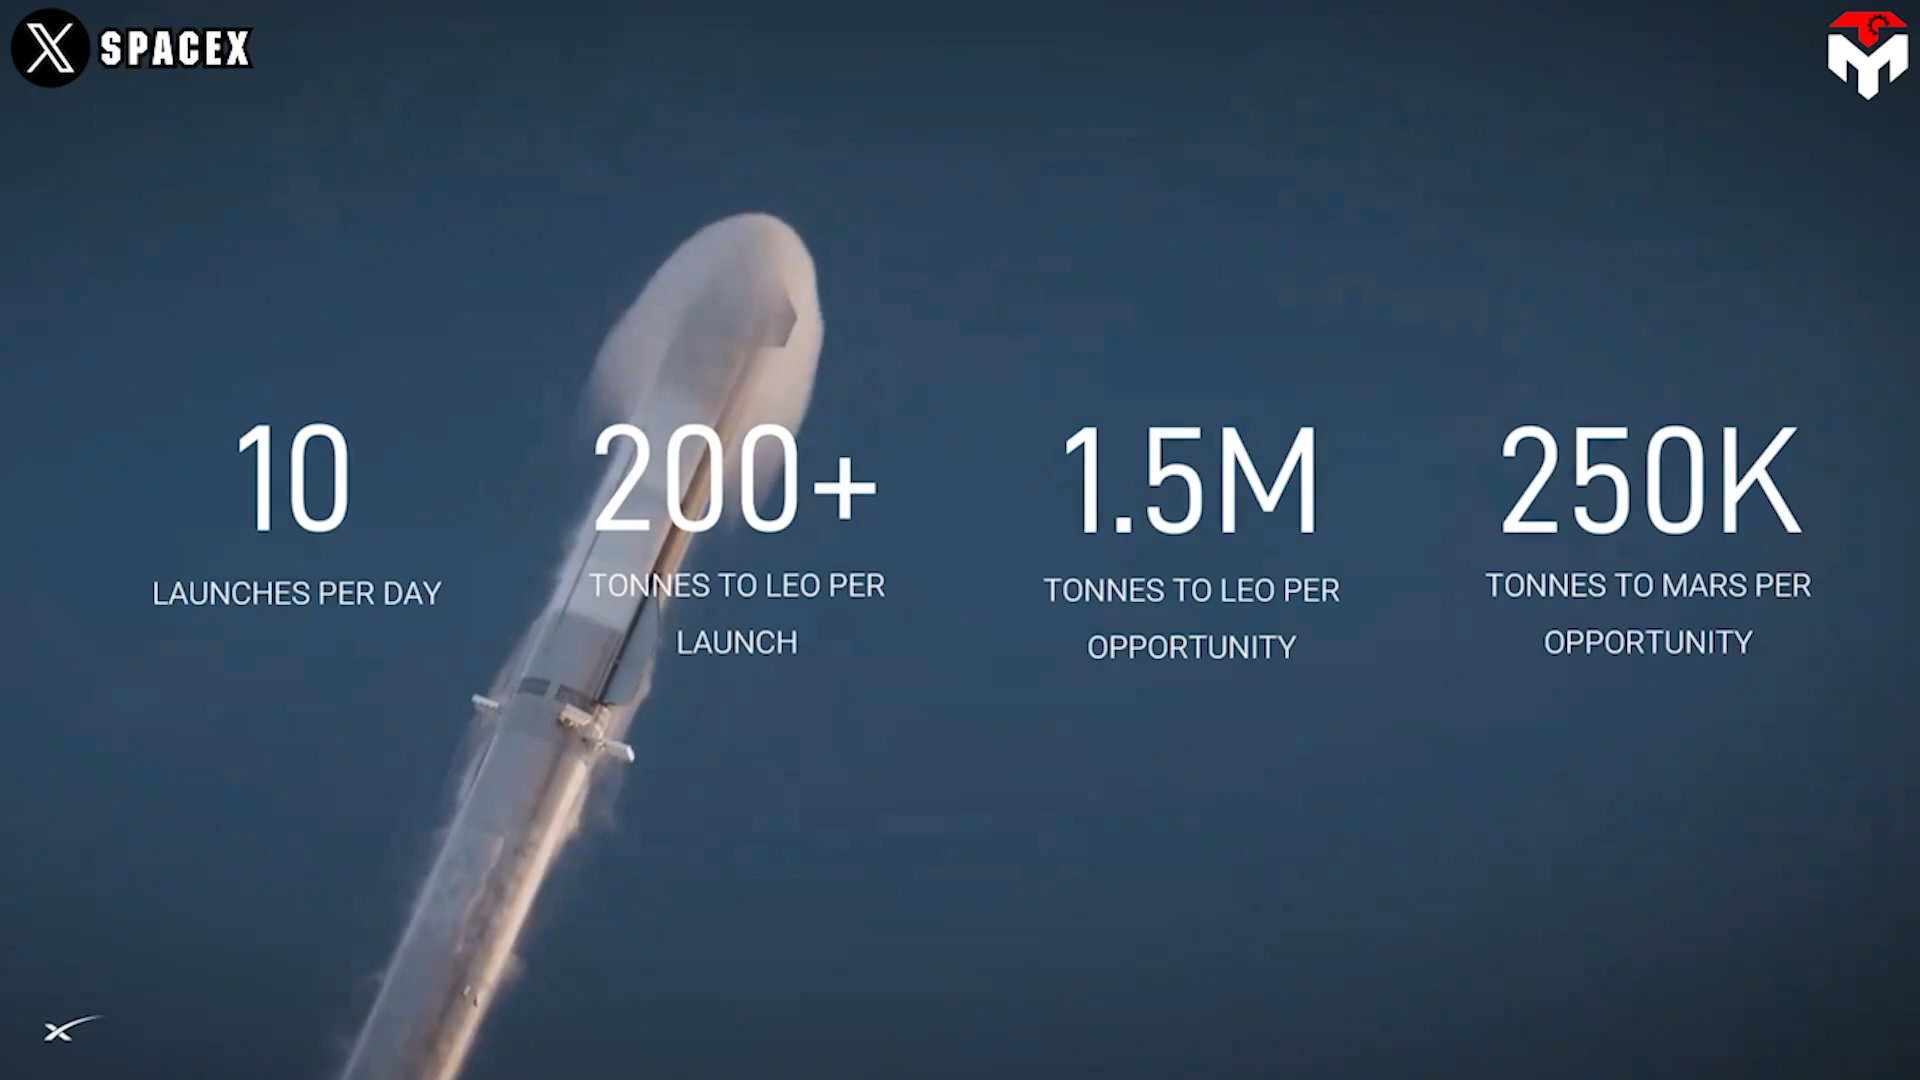 SPACEX
10
LAUNCHES PER DAY
200+
TONNES TO LEO PER
LAUNCH
1.5M
TONNES TO LEO PER
OPPORTUNITY
250K
TONNES TO MARS PER
OPPORTUNITY